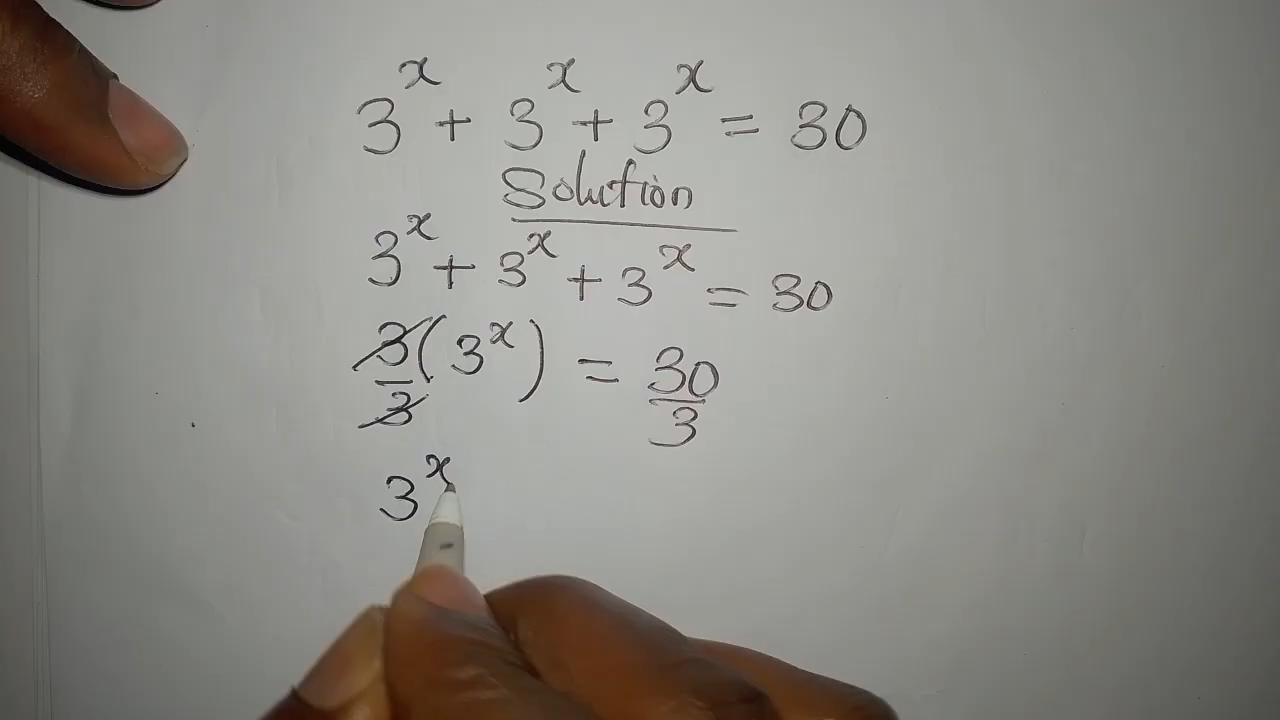 3^x + 3^x + 3^x = 30
Solution
3^x + 3^x + 3^x = 30
3(3^x)/3 = 30/3
3^x